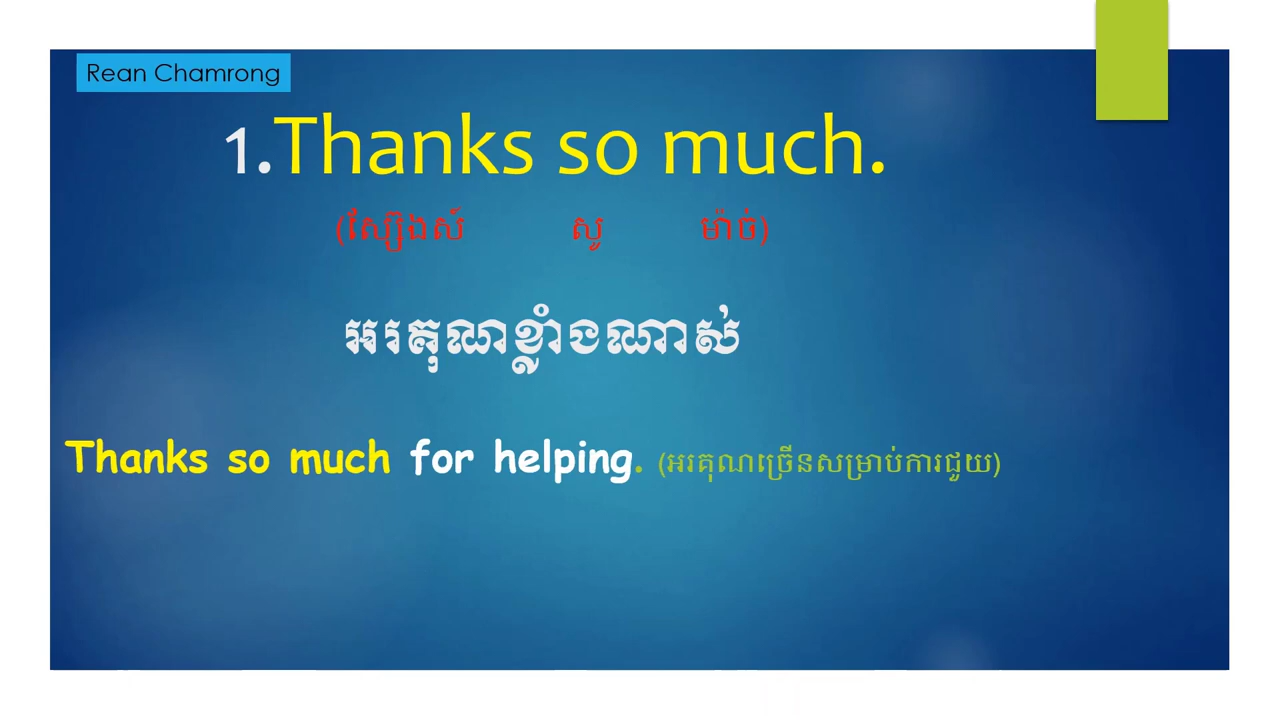 Rean Chamrong
1.Thanks so much.
(ស្ប៊ែងស៍ សូ ម៉ាច់)
អរគុណខ្លាំងណាស់
Thanks so much for helping. (អរគុណច្រើនសម្រាប់ការជួយ)